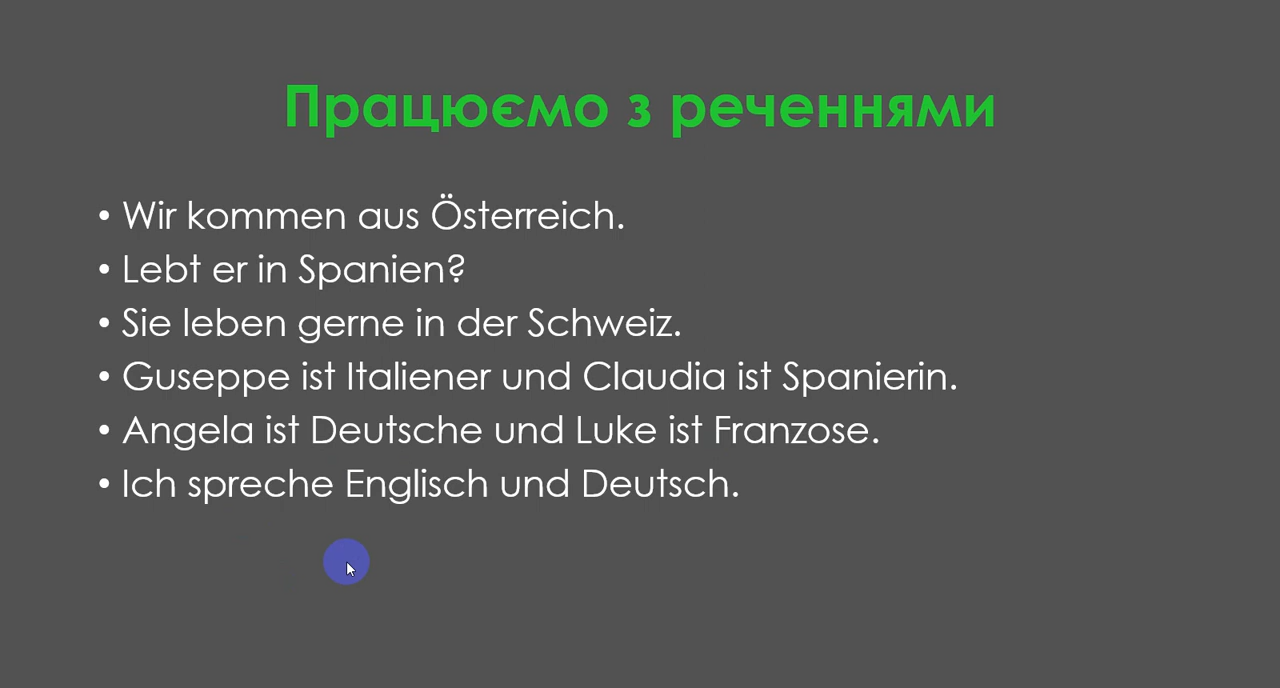 Працюємо з реченнями
• Wir kommen aus Österreich.
• Lebt er in Spanien?
• Sie leben gerne in der Schweiz.
• Guseppe ist Italiener und Claudia ist Spanierin.
• Angela ist Deutsche und Luke ist Franzose.
• Ich spreche Englisch und Deutsch.